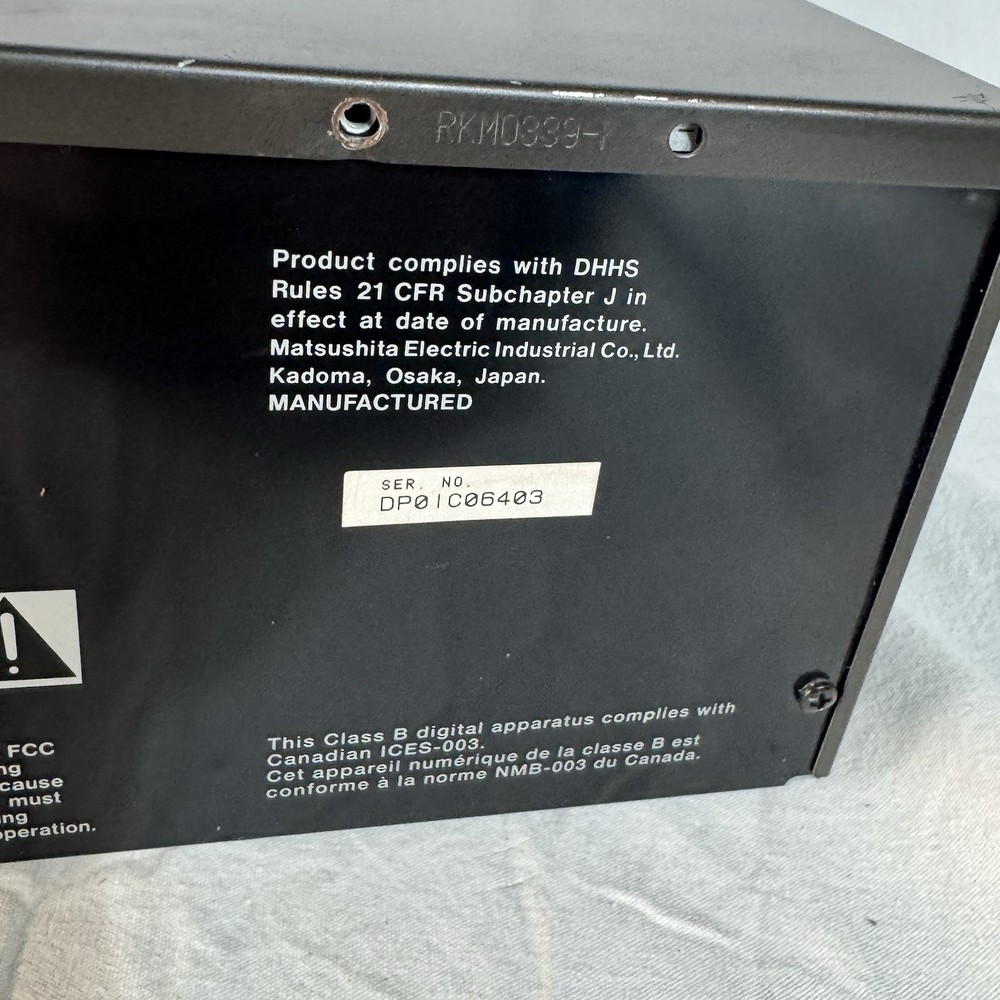 RKM0339-
Product complies with DHHS
Rules 21 CFR Subchapter J in
effect at date of manufacture.
Matsushita Electric Industrial Co., Ltd.
Kadoma, Osaka, Japan.
MANUFACTURED
SER. NO.
DP01C06403
!
FCC
ng
cause
must
ng
operation.
This Class B digital apparatus complies with
Canadian ICES-003.
Cet appareil numérique de la classe B est
conforme à la norme NMB-003 du Canada.